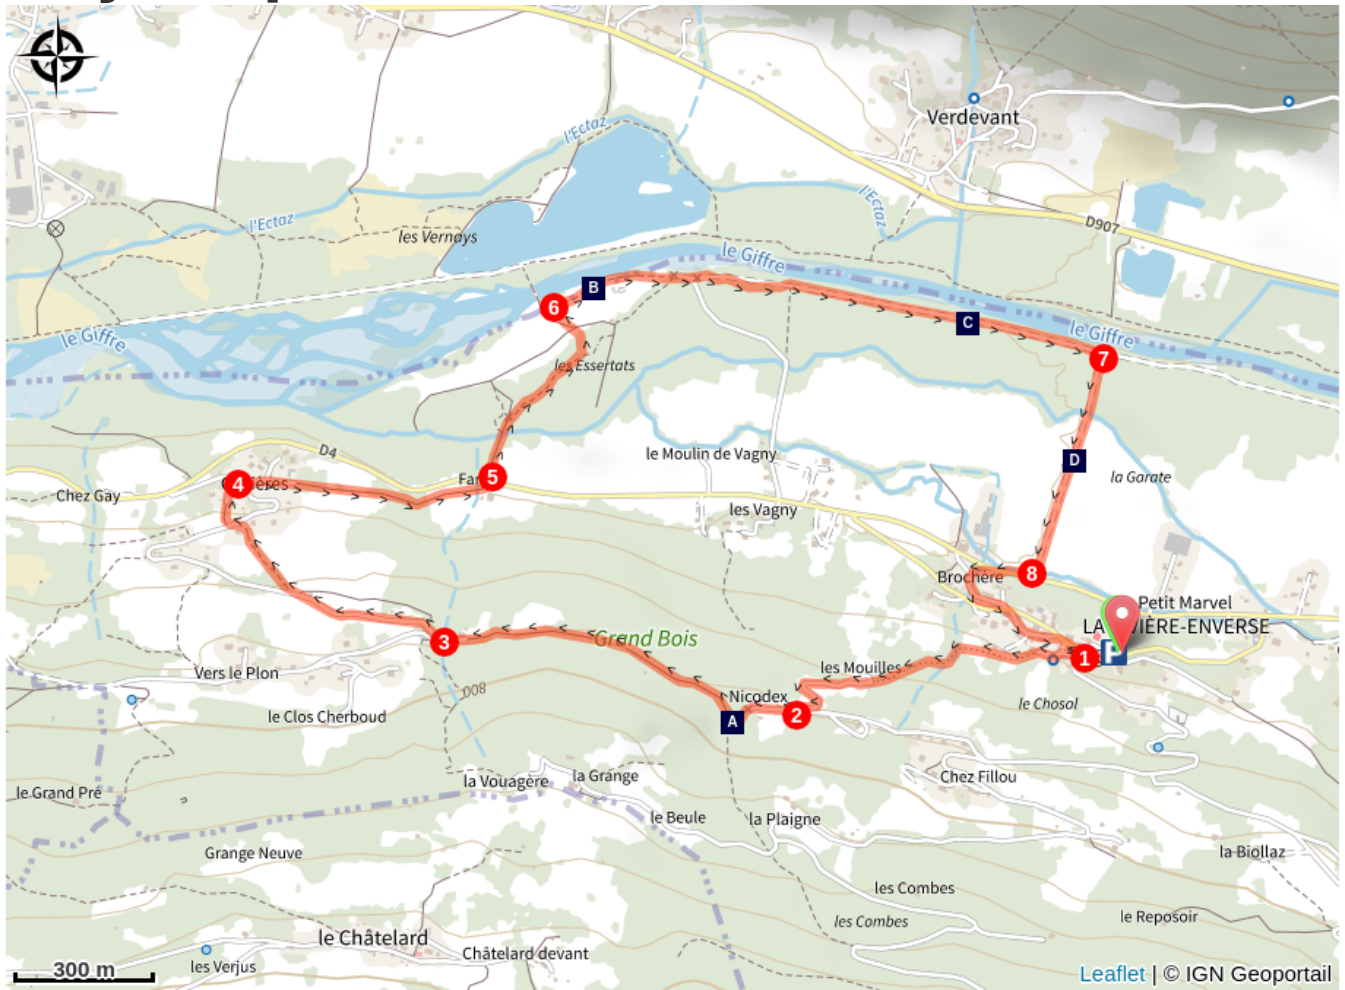 Verdevant
l'Ectaz
l'Ectaz
l'Ectaz
D907
les Vernays
le Giffre
B
6
C
le Giffre
le Giffre
7
les Essertats
D4
le Moulin de Vagny
D
la Garate
4
5
Chez Gay
les Vagny
Brochère
8
Petit Marvel
Grand Bois
3
1
P
les Mouilles
Vers le Plon
Nicodex
2
A
le Chosal
le Clos Cherboud
la Vouagère
la Grange
Chez Fillou
le Grand Pré
le Beule
la Plaigne
Grange Neuve
la Biollaz
les Combes
les Combes
le Reposoir
le Châtelard
Châtelard devant
les Verjus
300 m
Leaflet | © IGN Geoportail